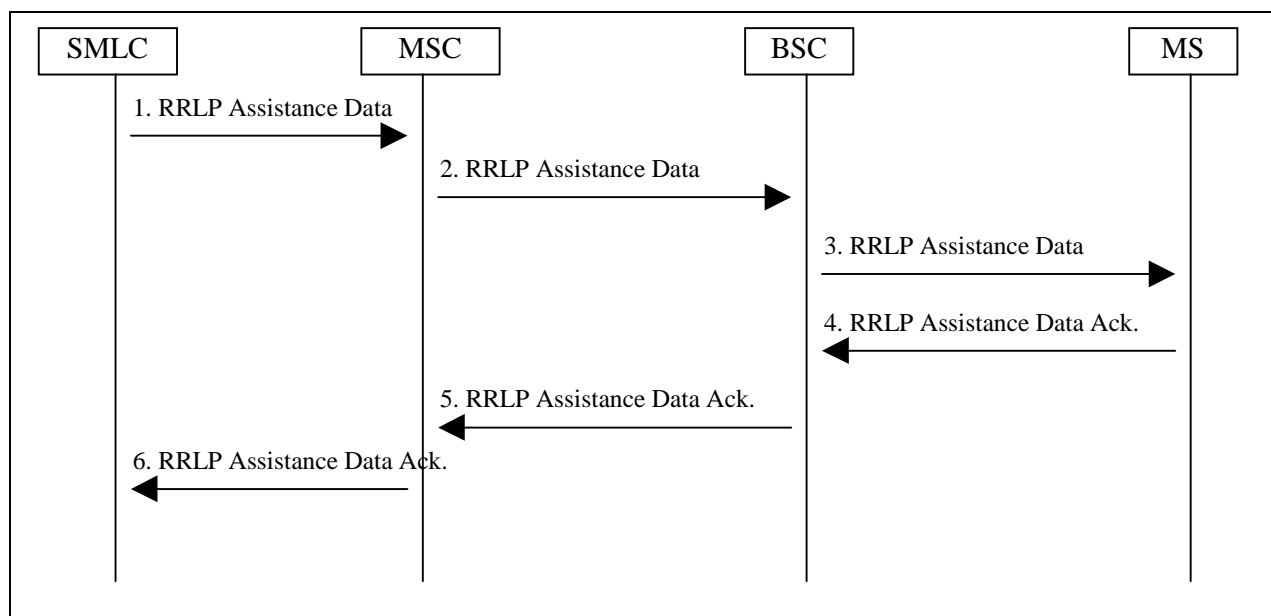 SMLC
MSC
BSC
MS
1. RRLP Assistance Data
2. RRLP Assistance Data
3. RRLP Assistance Data
4. RRLP Assistance Data Ack.
5. RRLP Assistance Data Ack.
6. RRLP Assistance Data Ack.